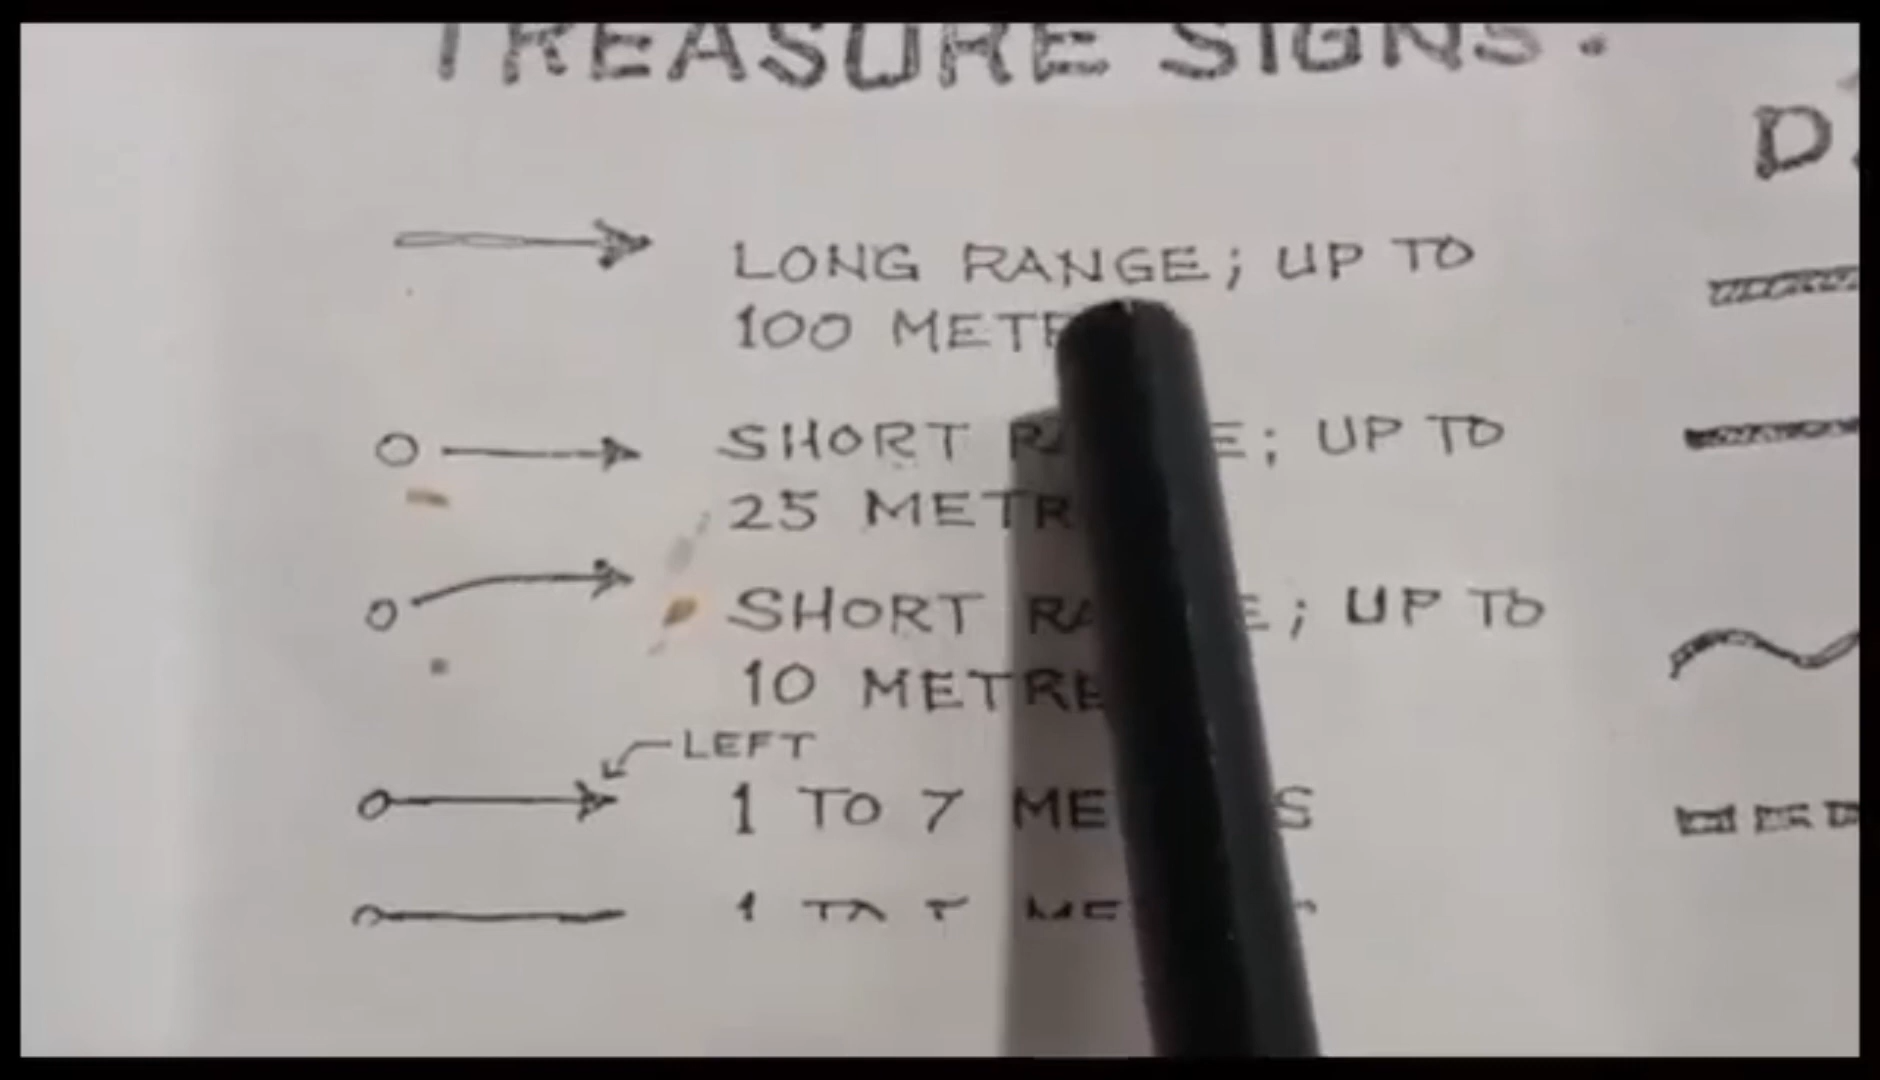 TREASURE SIGNS.
LONG RANGE; UP TO
100 METR
SHORT RA E; UP TO
25 METR
SHORT RA E; UP TO
10 METRE
LEFT
1 TO 7 ME S
D